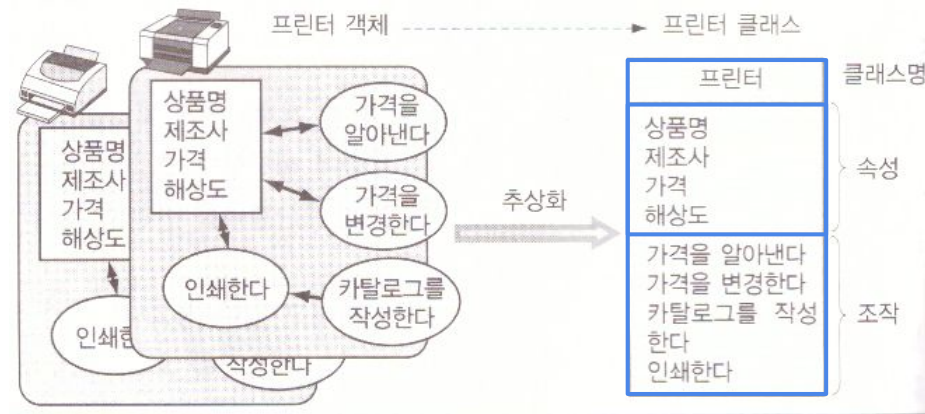 프린터 객체
프린터 클래스
상품명
제조사
가격
해상도
가격을
알아낸다
가격을
변경한다
인쇄한다
카탈로그를
작성한다
상품명
제조사
가격
해상도
작성한다
추상화
프린터
클래스명
상품명
제조사
가격
해상도
속성
가격을 알아낸다
가격을 변경한다
카탈로그를 작성
한다
인쇄한다
조작